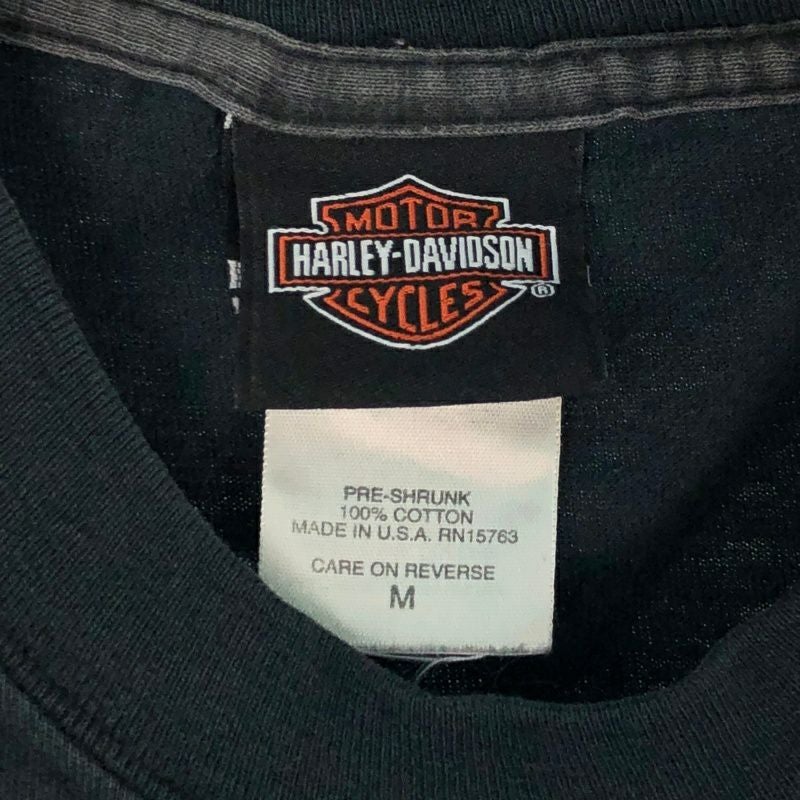 MOTOR
HARLEY-DAVIDSON
CYCLES
®
PRE-SHRUNK
100% COTTON
MADE IN U.S.A. RN15763
CARE ON REVERSE
M